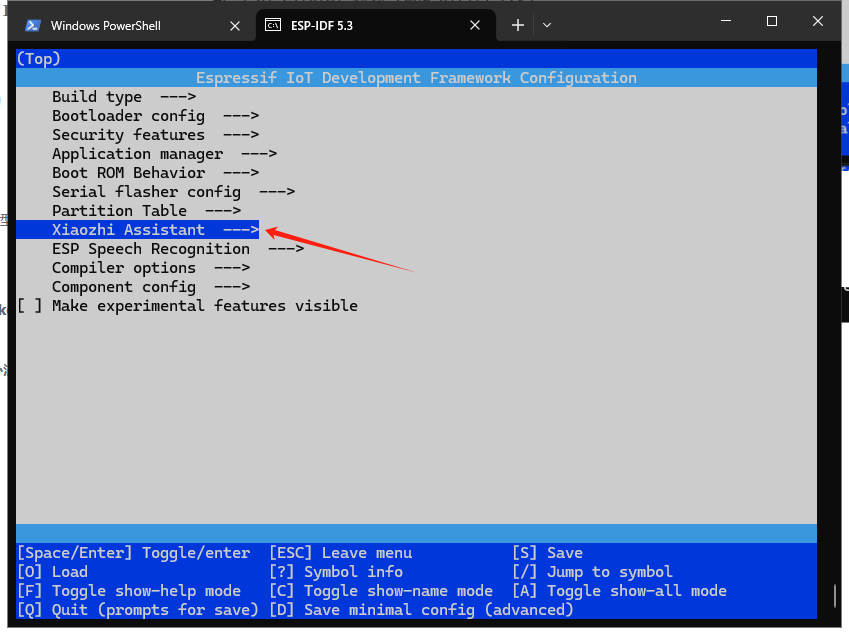 Windows PowerShell
ESP-IDF 5.3
(Top)
Espressif IoT Development Framework Configuration
Build type  --->
Bootloader config  --->
Security features  --->
Application manager  --->
Boot ROM Behavior  --->
Serial flasher config  --->
Partition Table  --->
Xiaozhi Assistant  --->
ESP Speech Recognition  --->
Compiler options  --->
Component config  --->
[ ] Make experimental features visible
[Space/Enter] Toggle/enter  [ESC] Leave menu  [S] Save
[O] Load  [?] Symbol info  [/] Jump to symbol
[F] Toggle show-help mode  [C] Toggle show-name mode  [A] Toggle show-all mode
[Q] Quit (prompts for save)  [D] Save minimal config (advanced)